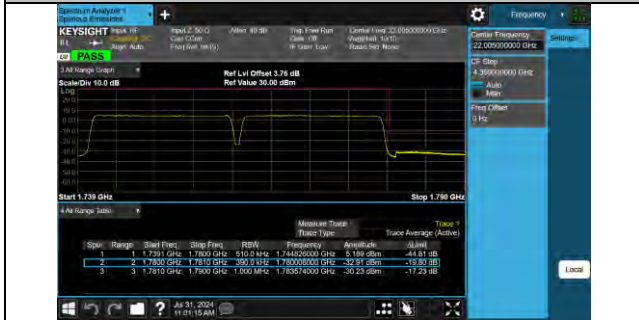 Spectrum Analyzer 1
Spurious Emissions
+
Frequency
KEYSIGHT Input: RF
Input Z: 50 Ω
Atten: 40 dB
Trig: Free Run
Center Freq: 22.005000000 GHz
RL
Align: Auto
Gate: Off
IF Gain: Low
Radio Std: None
PASS
3 All Range Graph
Scale/Div 10.0 dB
Ref Lvl Offset 3.76 dB
Ref Value 30.00 dBm
Log
Start 1.739 GHz
Stop 1.790 GHz
4 All Range Table
Measure Trace Trace 1
Trace Type Trace Average (Active)
Spur Range Start Freq Stop Freq RBW Frequency Amplitude ΔLimit
1 1 1.7391 GHz 1.7800 GHz 510.0 kHz 1.744826000 GHz 5.189 dBm -44.81 dB
2 2 1.7800 GHz 1.7810 GHz 390.0 kHz 1.780008000 GHz -32.91 dBm -19.80 dB
3 3 1.7810 GHz 1.7900 GHz 1.000 MHz 1.783574000 GHz -30.23 dBm -17.23 dB
Center Frequency
22.005000000 GHz
Settings
CF Step
4.399000000 GHz
Auto
Man
Freq Offset
0 Hz
Local
?
Jul 31, 2024
11:01:15 AM